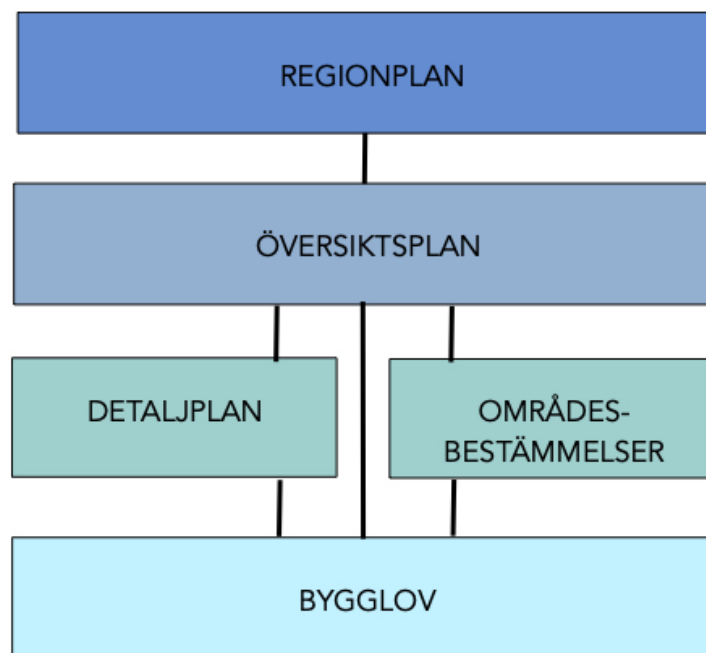 REGIONPLAN
ÖVERSIKTSPLAN
DETALJPLAN
OMRÅDES-
BESTÄMMELSER
BYGGLOV